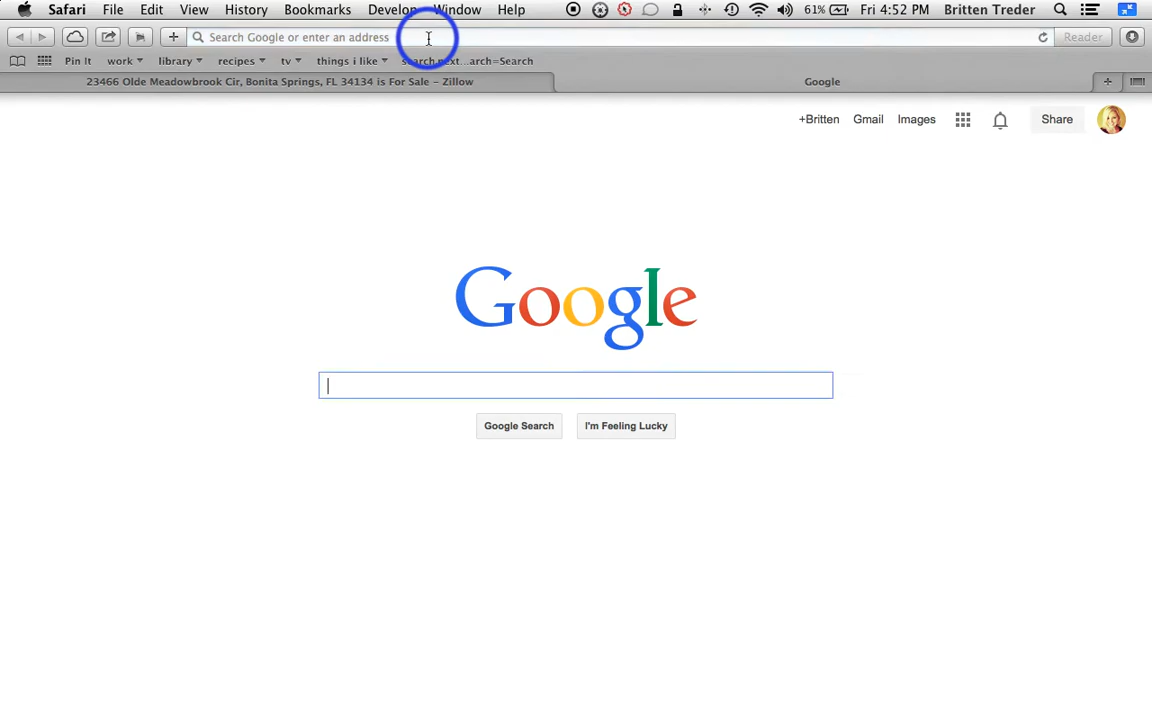 Safari File Edit View History Bookmarks Develop Window Help 61% Fri 4:52 PM Britten Treder
Search Google or enter an address Reader
Pin It work library recipes tv things i like search.next...arch=Search
23466 Olde Meadowbrook Cir, Bonita Springs, FL 34134 is For Sale – Zillow Google
+Britten Gmail Images Share
Google
Google Search I'm Feeling Lucky